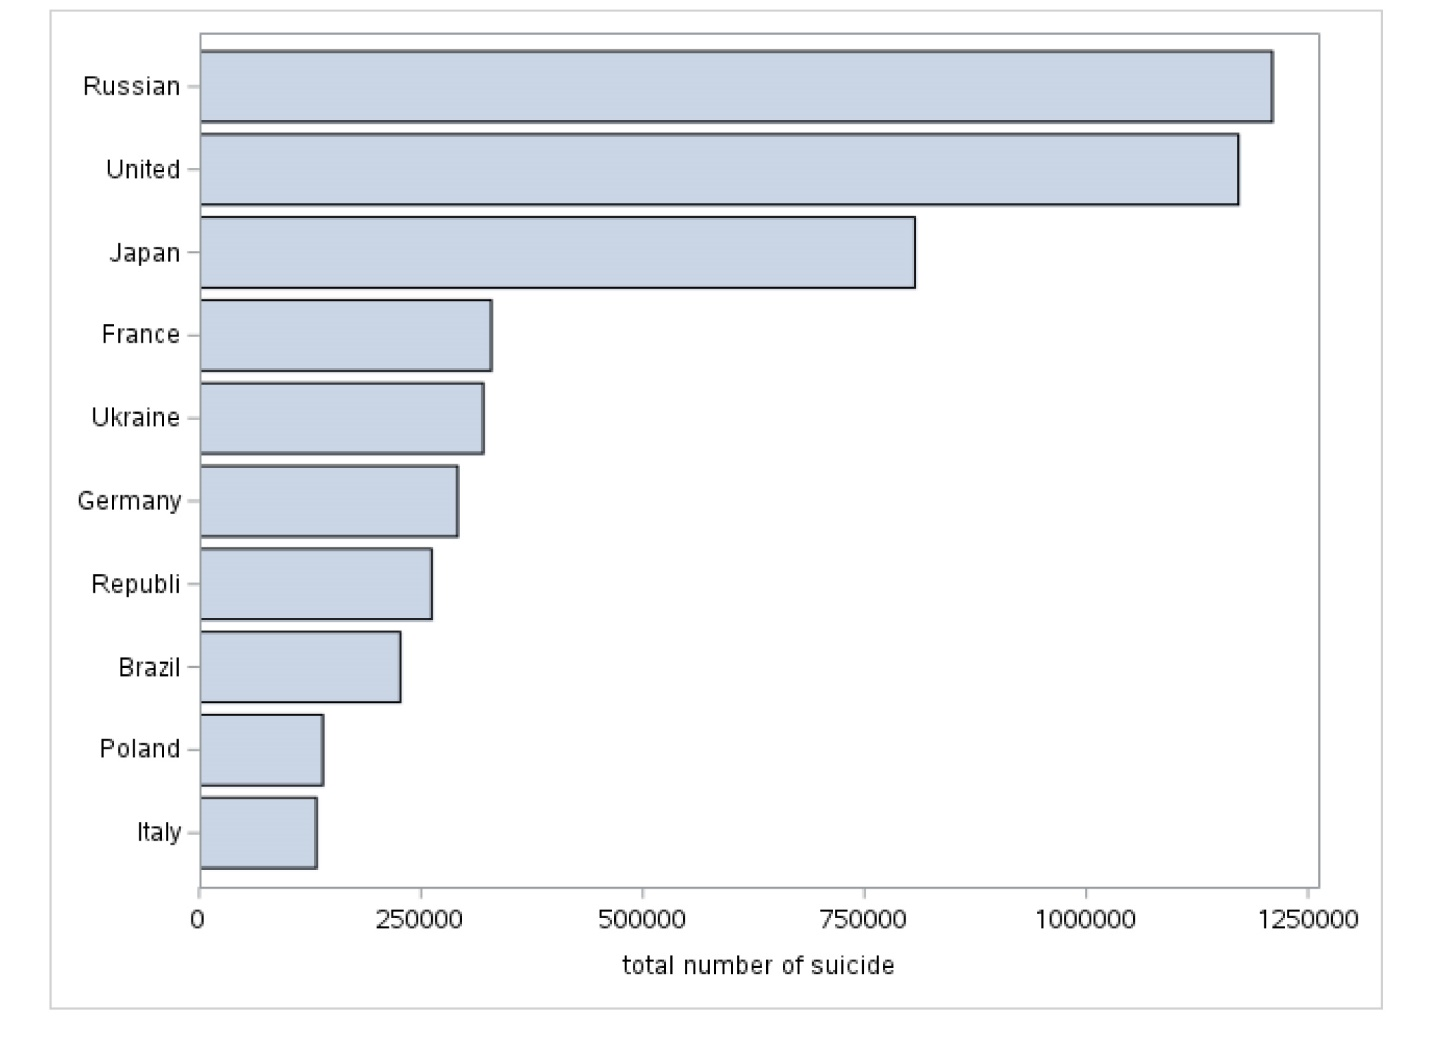 Russian
United
Japan
France
Ukraine
Germany
Republi
Brazil
Poland
Italy
0 250000 500000 750000 1000000 1250000
total number of suicide